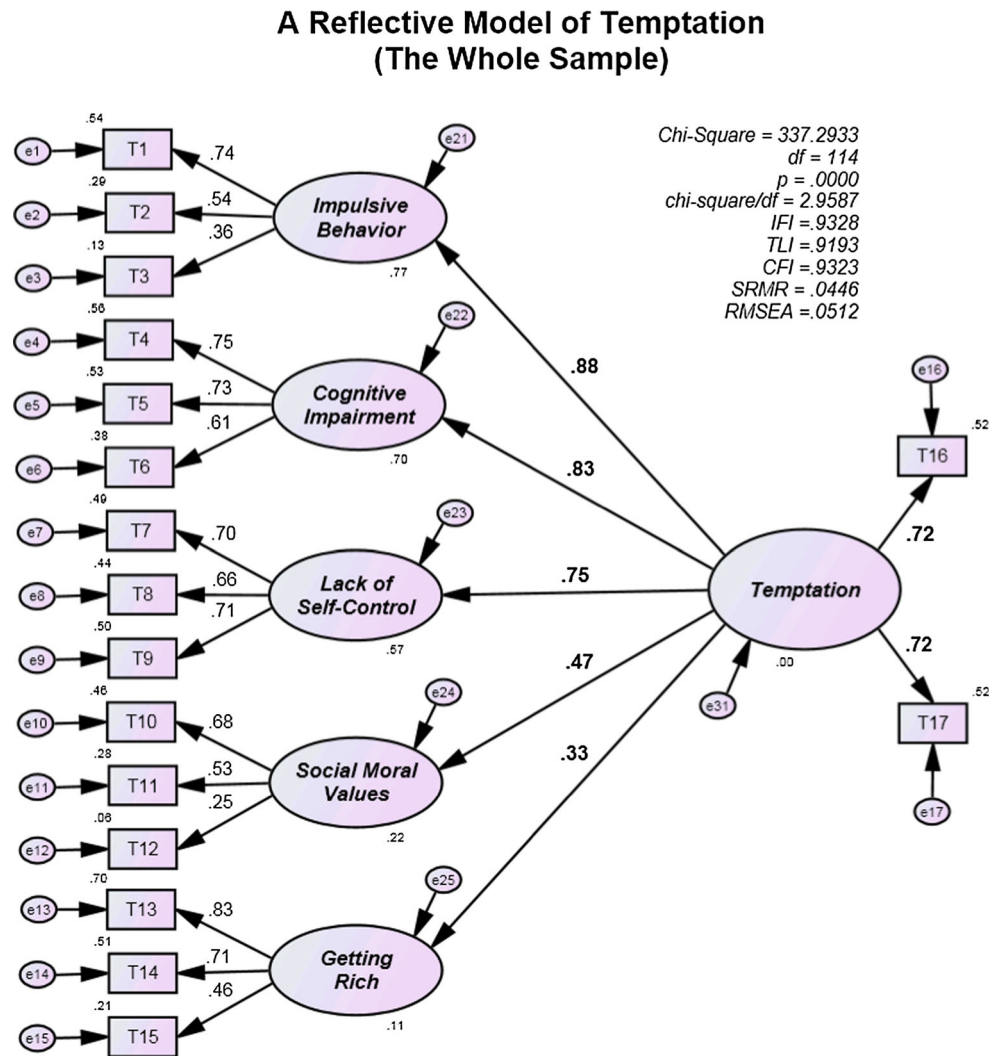 A Reflective Model of Temptation
(The Whole Sample)
Chi-Square = 337.2933
df = 114
p = .0000
chi-square/df = 2.9587
IFI =.9328
TLI =.9193
CFI =.9323
SRMR = .0446
RMSEA =.0512
.54
e1
T1
.74
e21
.29
e2
T2
.54
Impulsive
Behavior
.36
.13
e3
T3
.77
.56
e4
T4
.75
e22
.88
.53
e5
T5
.73
Cognitive
Impairment
.61
.38
e6
T6
.70
.83
e16
.52
T16
.49
e7
T7
.70
e23
.72
.44
e8
T8
.66
Lack of
Self-Control
.75
Temptation
.71
.50
e9
T9
.57
.47
.00
.72
.46
e10
T10
.68
e24
e31
.52
T17
.28
e11
T11
.53
Social Moral
Values
.33
.25
.06
e12
T12
.22
e17
.70
e13
T13
.83
e25
.51
e14
T14
.71
Getting
Rich
.46
.21
e15
T15
.11